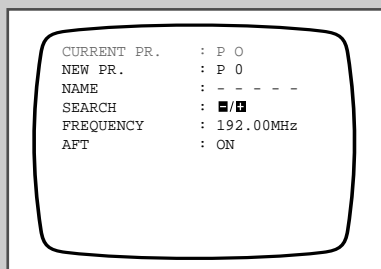 CURRENT PR. : P O
NEW PR. : P 0
NAME : - - - - -
SEARCH : -/+
FREQUENCY : 192.00MHz
AFT : ON